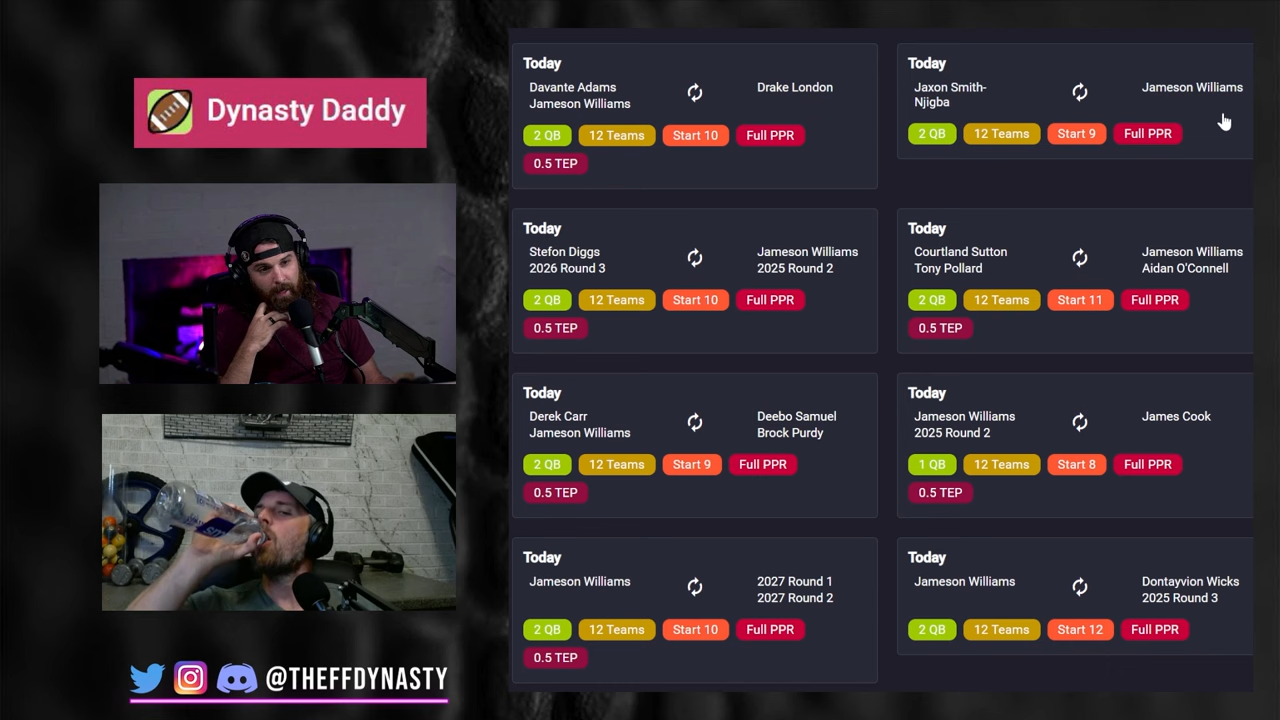 Dynasty Daddy
@THEFFDYNASTY
Today
Davante Adams
Jameson Williams
Drake London
2 QB
12 Teams
Start 10
Full PPR
0.5 TEP
Today
Jaxon Smith-
Njigba
Jameson Williams
2 QB
12 Teams
Start 9
Full PPR
Today
Stefon Diggs
2026 Round 3
Jameson Williams
2025 Round 2
2 QB
12 Teams
Start 10
Full PPR
0.5 TEP
Today
Courtland Sutton
Tony Pollard
Jameson Williams
Aidan O'Connell
2 QB
12 Teams
Start 11
Full PPR
0.5 TEP
Today
Derek Carr
Jameson Williams
Deebo Samuel
Brock Purdy
2 QB
12 Teams
Start 9
Full PPR
0.5 TEP
Today
Jameson Williams
2025 Round 2
James Cook
1 QB
12 Teams
Start 8
Full PPR
0.5 TEP
Today
Jameson Williams
2027 Round 1
2027 Round 2
2 QB
12 Teams
Start 10
Full PPR
0.5 TEP
Today
Jameson Williams
Dontayvion Wicks
2025 Round 3
2 QB
12 Teams
Start 12
Full PPR